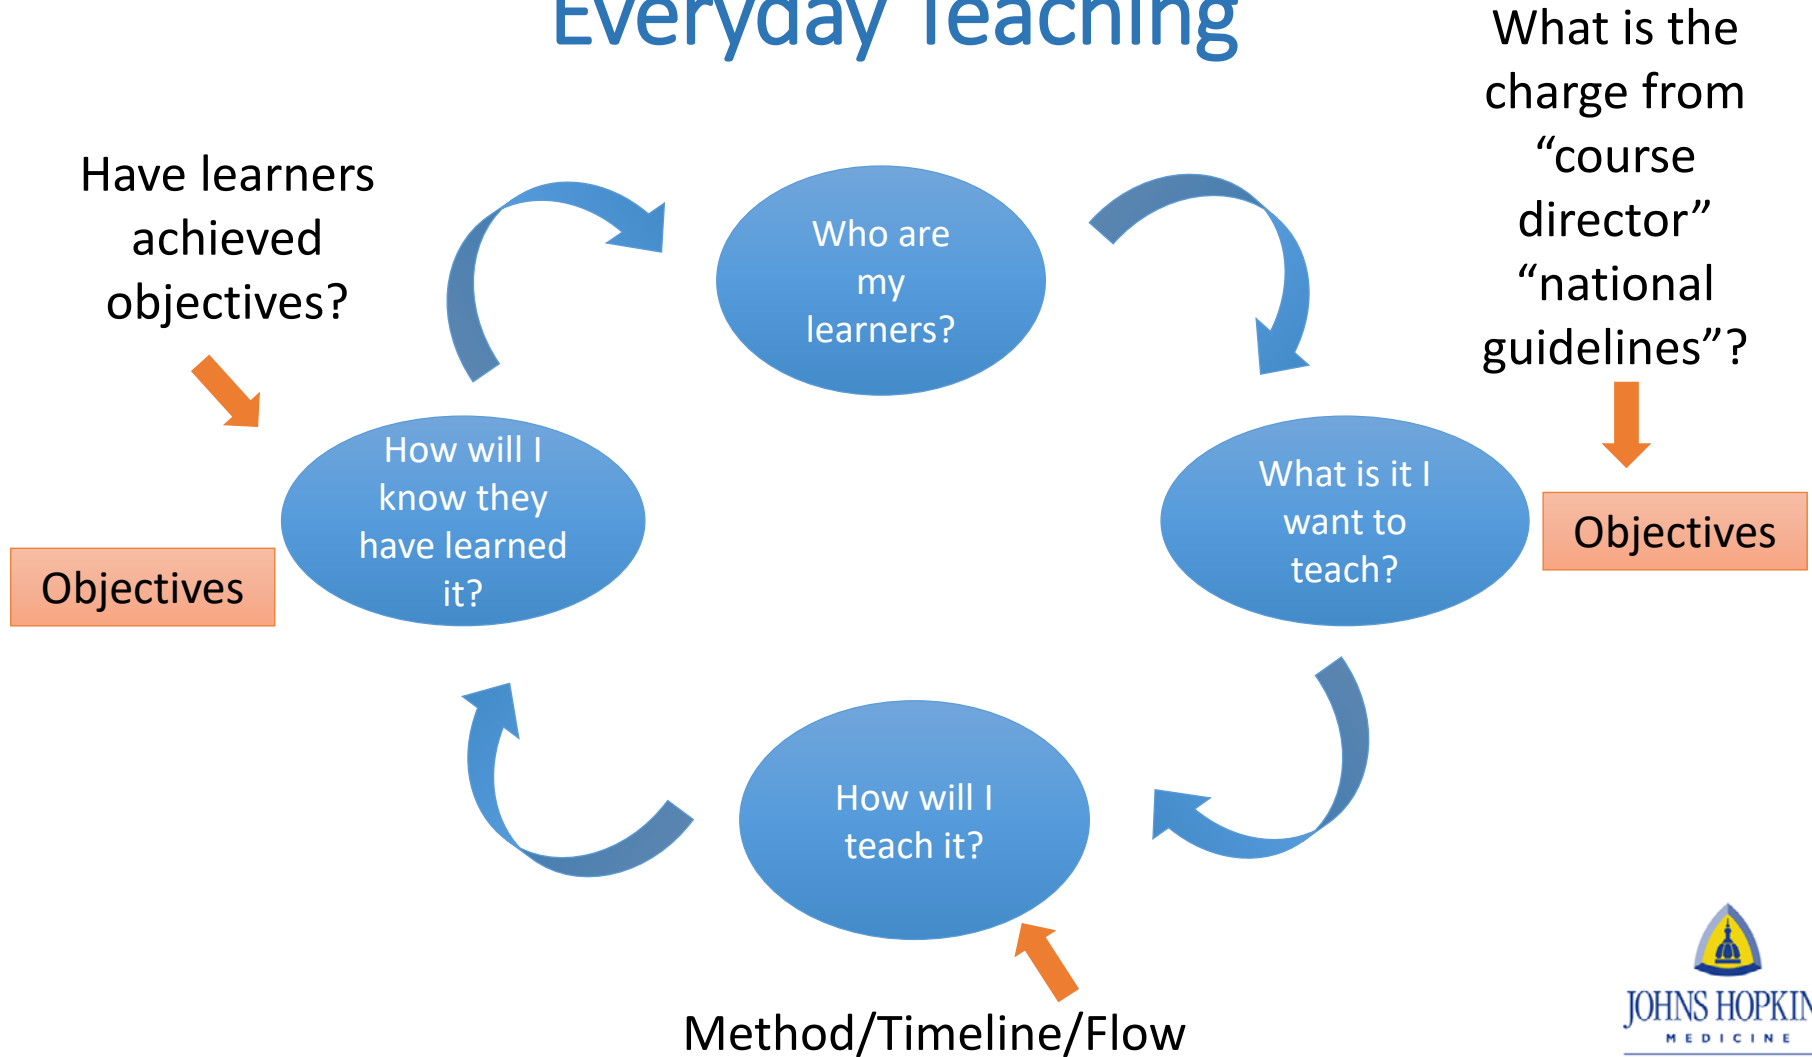 Everyday Teaching
What is the
charge from
“course
director”
“national
guidelines”?
Have learners
achieved
objectives?
Who are
my
learners?
How will I
know they
have learned
it?
What is it I
want to
teach?
Objectives
Objectives
How will I
teach it?
Method/Timeline/Flow
JOHNS HOPKIN
MEDICINE